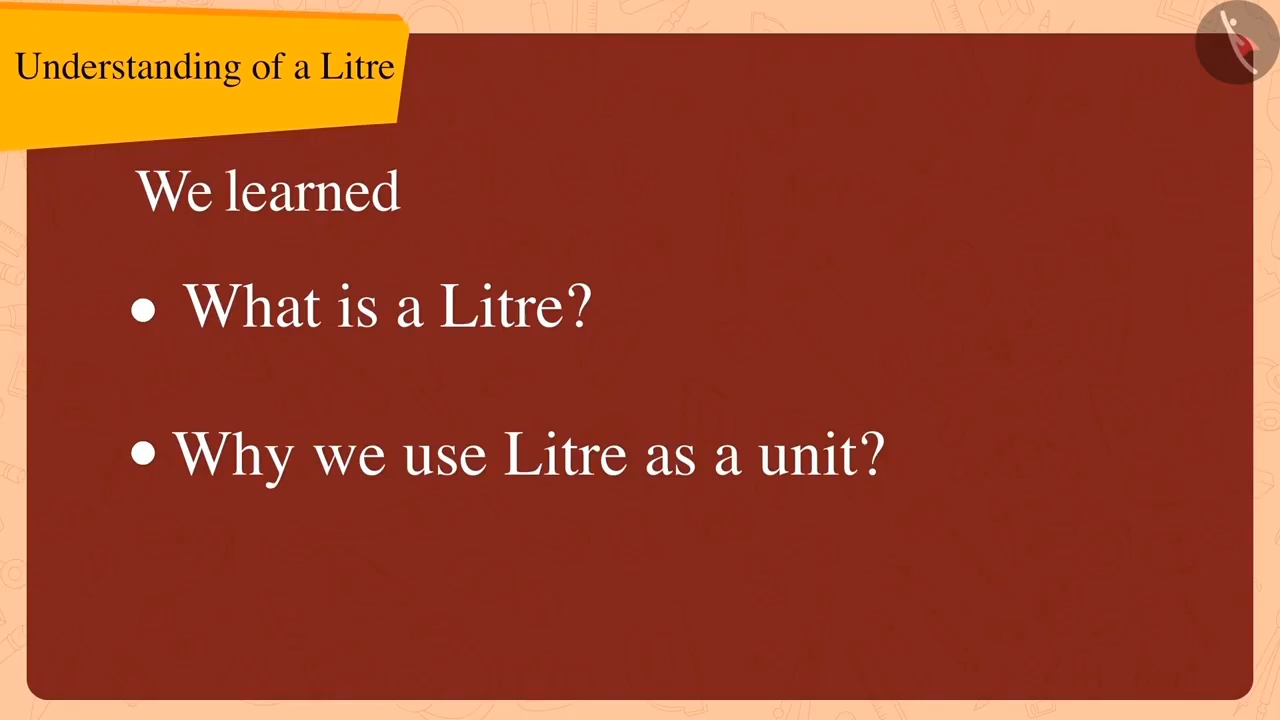 Understanding of a Litre
We learned
• What is a Litre?
• Why we use Litre as a unit?